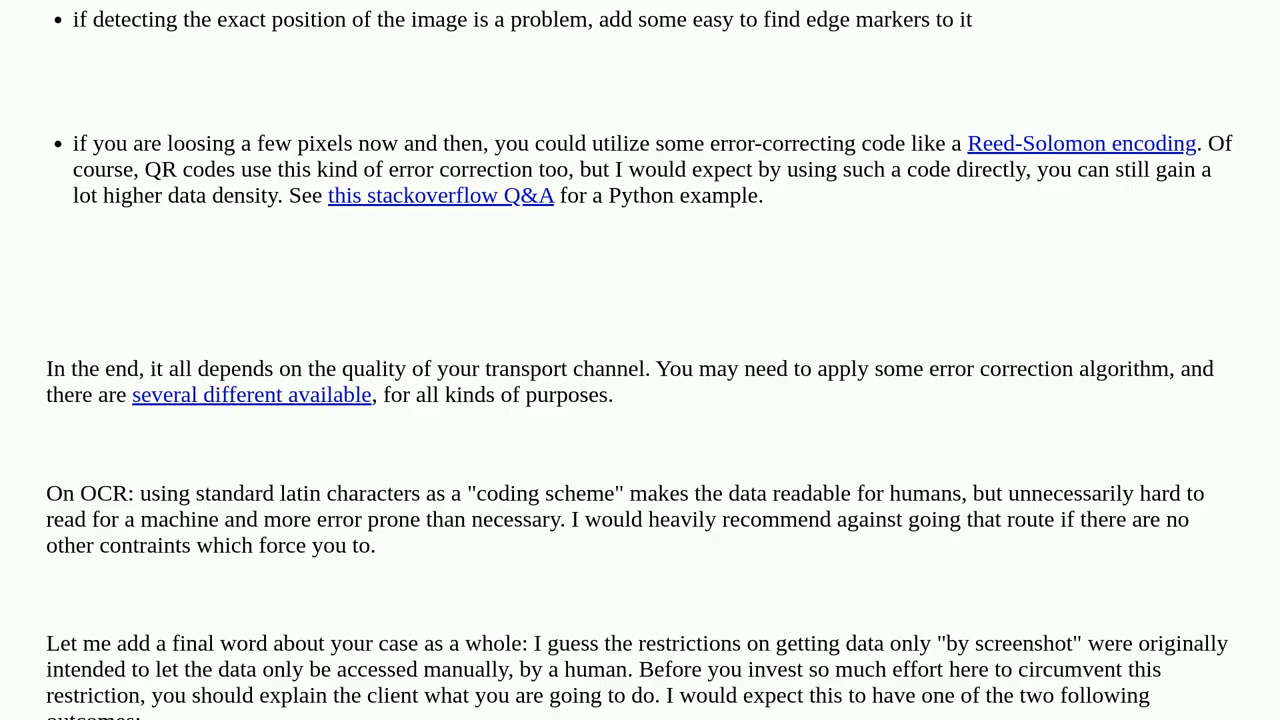 • if detecting the exact position of the image is a problem, add some easy to find edge markers to it
• if you are loosing a few pixels now and then, you could utilize some error-correcting code like a Reed-Solomon encoding. Of
course, QR codes use this kind of error correction too, but I would expect by using such a code directly, you can still gain a
lot higher data density. See this stackoverflow Q&A for a Python example.
In the end, it all depends on the quality of your transport channel. You may need to apply some error correction algorithm, and
there are several different available, for all kinds of purposes.
On OCR: using standard latin characters as a "coding scheme" makes the data readable for humans, but unnecessarily hard to
read for a machine and more error prone than necessary. I would heavily recommend against going that route if there are no
other contraints which force you to.
Let me add a final word about your case as a whole: I guess the restrictions on getting data only "by screenshot" were originally
intended to let the data only be accessed manually, by a human. Before you invest so much effort here to circumvent this
restriction, you should explain the client what you are going to do. I would expect this to have one of the two following
outcomes: